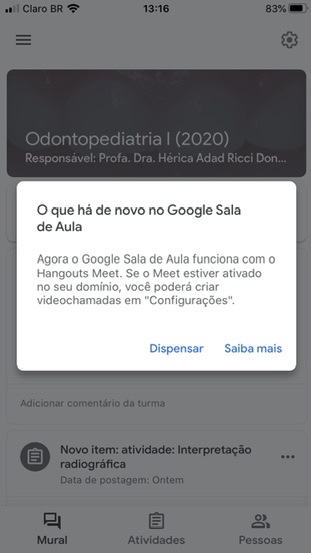 Claro BR 13:16 83%
Odontopediatria I (2020)
Responsável: Profa. Dra. Hérica Adad Ricci Don...
O que há de novo no Google Sala
de Aula
Agora o Google Sala de Aula funciona com o
Hangouts Meet. Se o Meet estiver ativado
no seu domínio, você poderá criar
videochamadas em "Configurações".
Dispensar Saiba mais
Adicionar comentário da turma
Novo item: atividade: Interpretação
radiográfica
Data de postagem: Ontem
Mural Atividades Pessoas